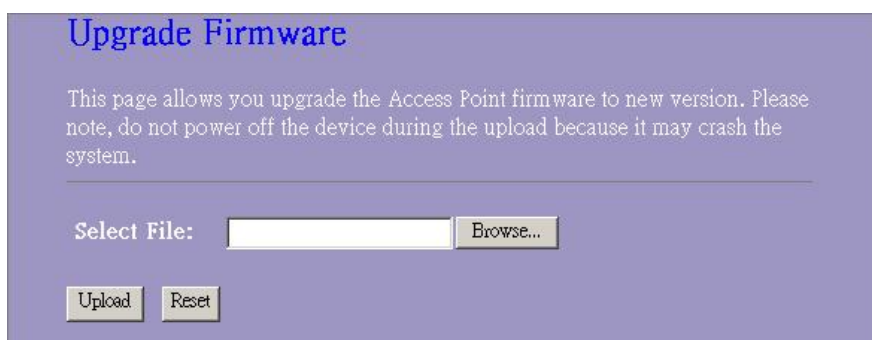 Upgrade Firmware
This page allows you upgrade the Access Point firmware to new version. Please
note, do not power off the device during the upload because it may crash the
system.
Select File:
Browse...
Upload
Reset